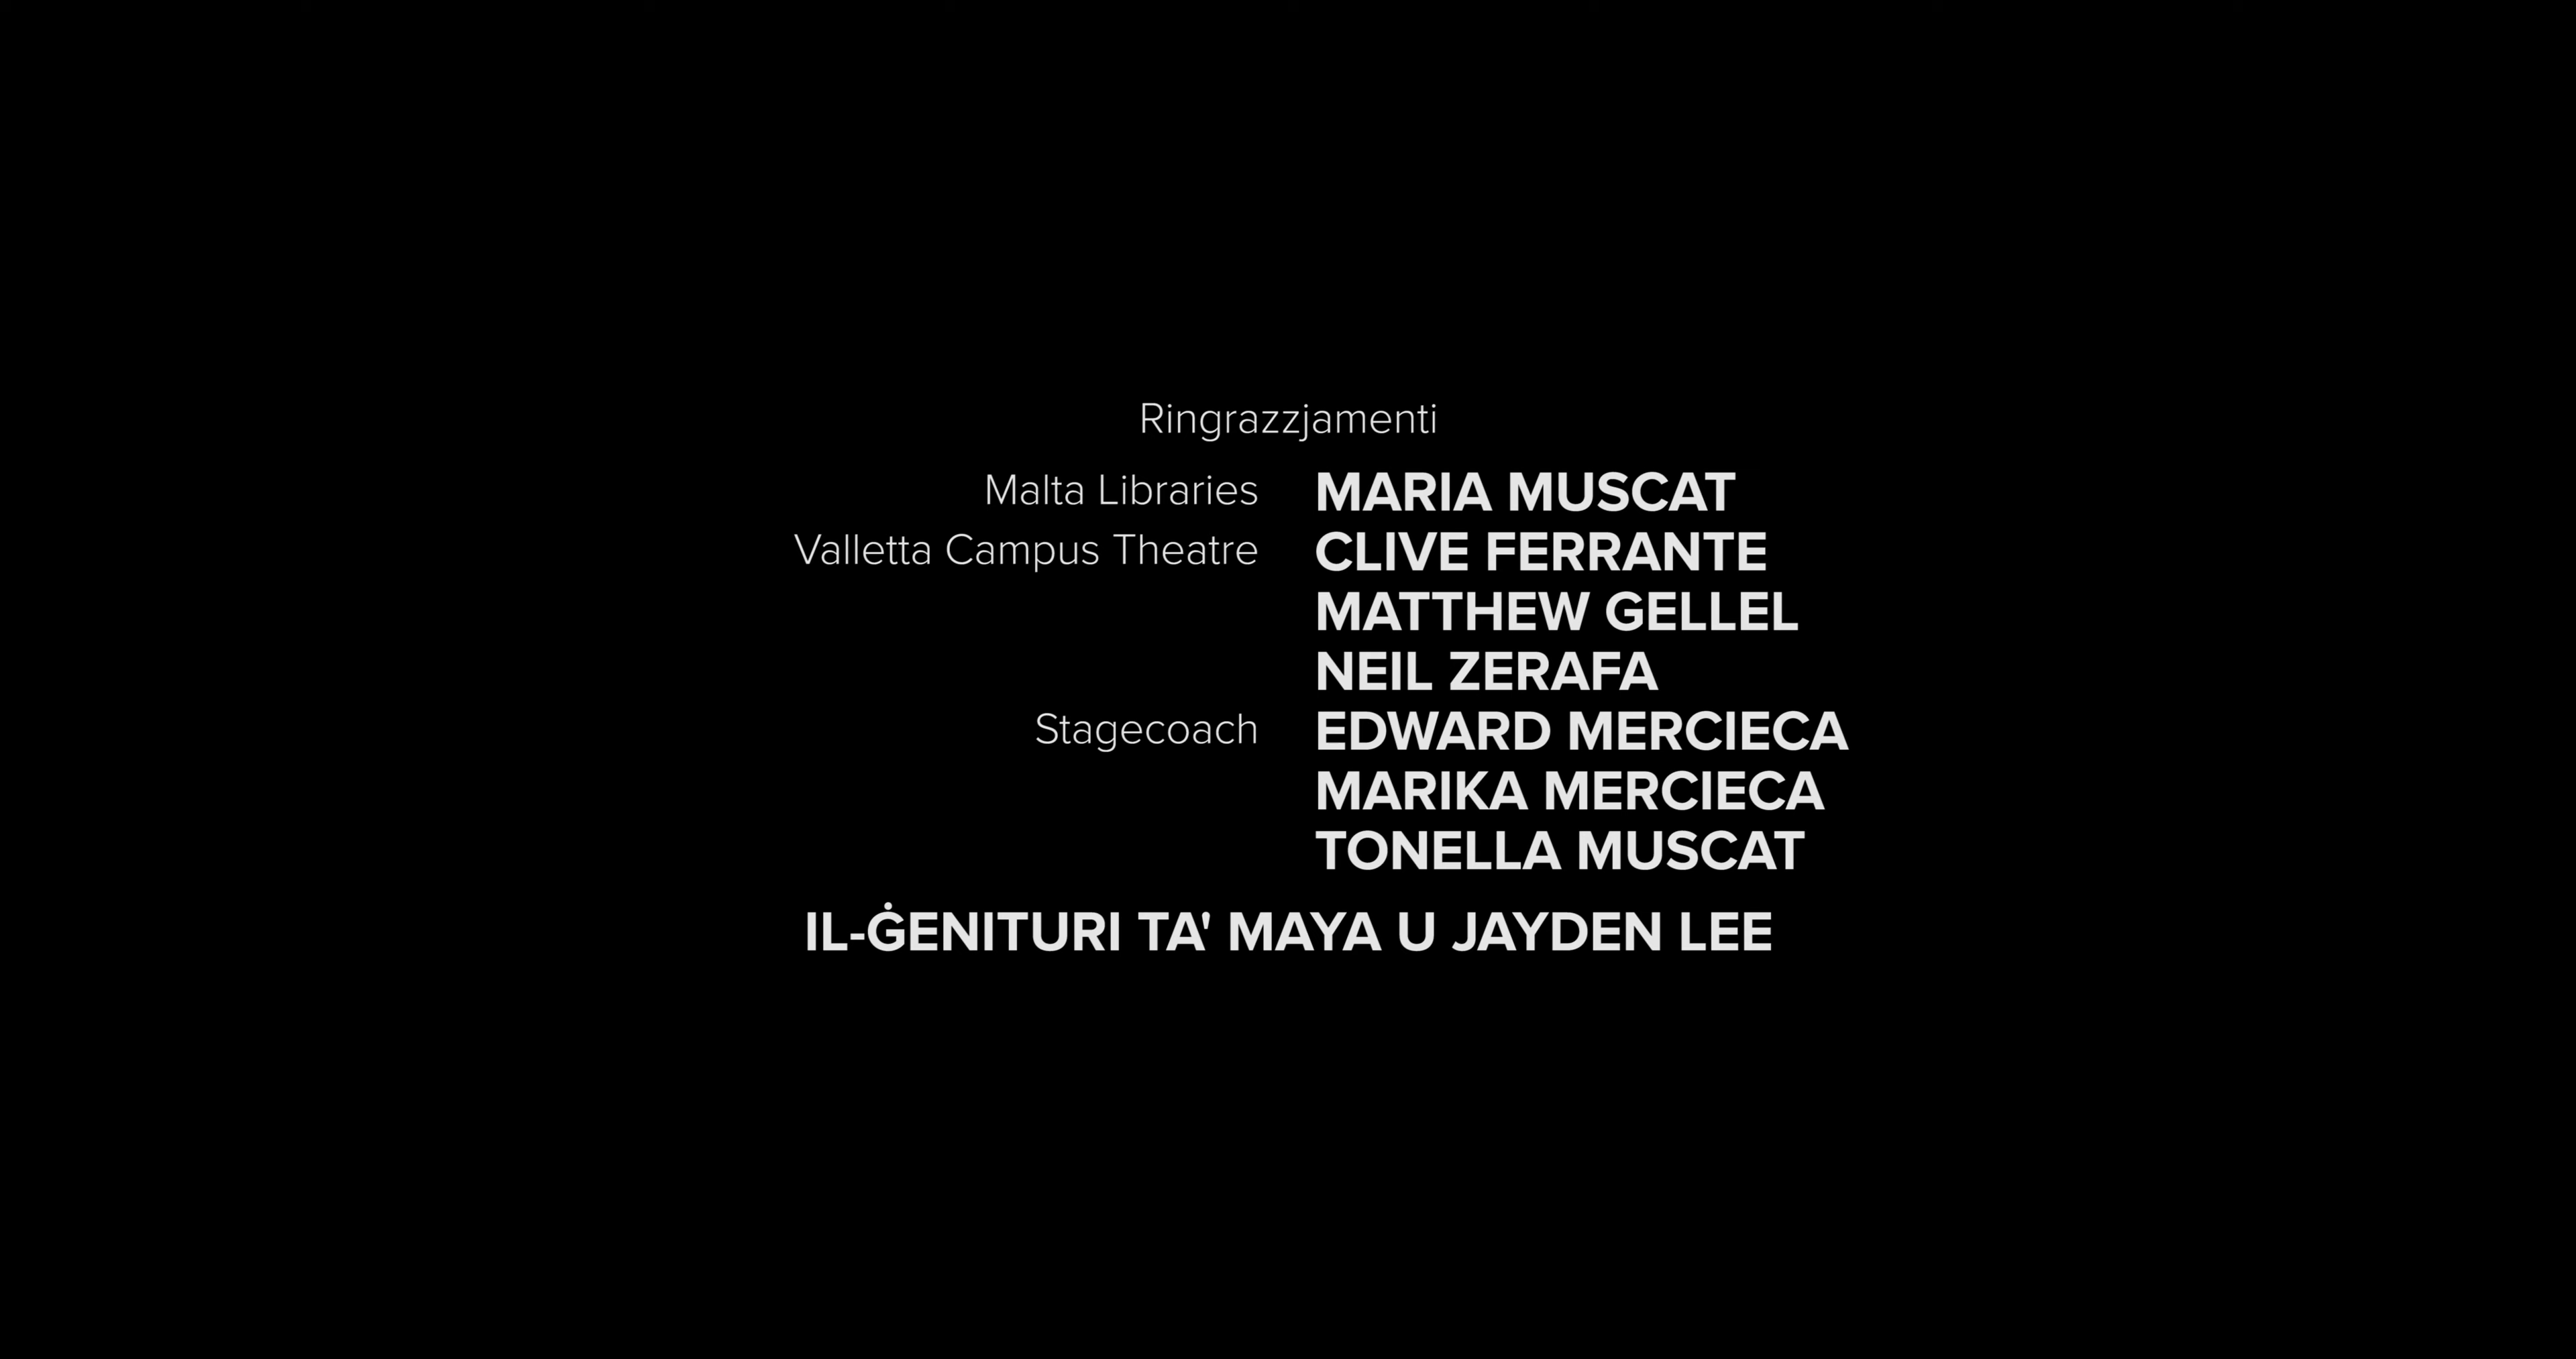 Ringrazzjamenti
Malta Libraries MARIA MUSCAT
Valletta Campus Theatre CLIVE FERRANTE
MATTHEW GELLEL
NEIL ZERAFA
Stagecoach EDWARD MERCIECA
MARIKA MERCIECA
TONELLA MUSCAT
IL-ĠENITURI TA' MAYA U JAYDEN LEE